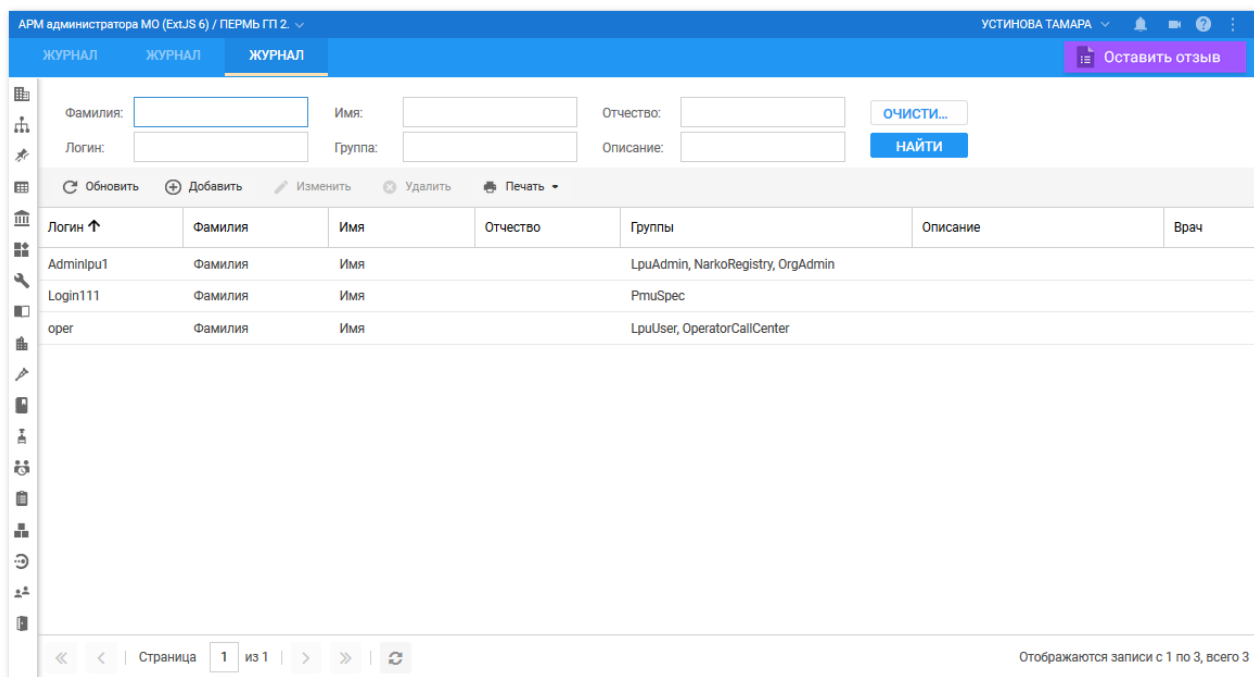 АРМ администратора МО (ExtJS 6) / ПЕРМЬ ГП 2. УСТИНОВА ТАМАРА
ЖУРНАЛ ЖУРНАЛ ЖУРНАЛ Оставить отзыв
Фамилия: Имя: Отчество: ОЧИСТИ...
Логин: Группа: Описание: НАЙТИ
Обновить Добавить Изменить Удалить Печать
Логин Фамилия Имя Отчество Группы Описание Врач
Adminlpu1 Фамилия Имя LpuAdmin, NarkoRegistry, OrgAdmin
Login111 Фамилия Имя PmuSpec
oper Фамилия Имя LpuUser, OperatorCallCenter
Страница 1 из 1 Отображаются записи с 1 по 3, всего 3